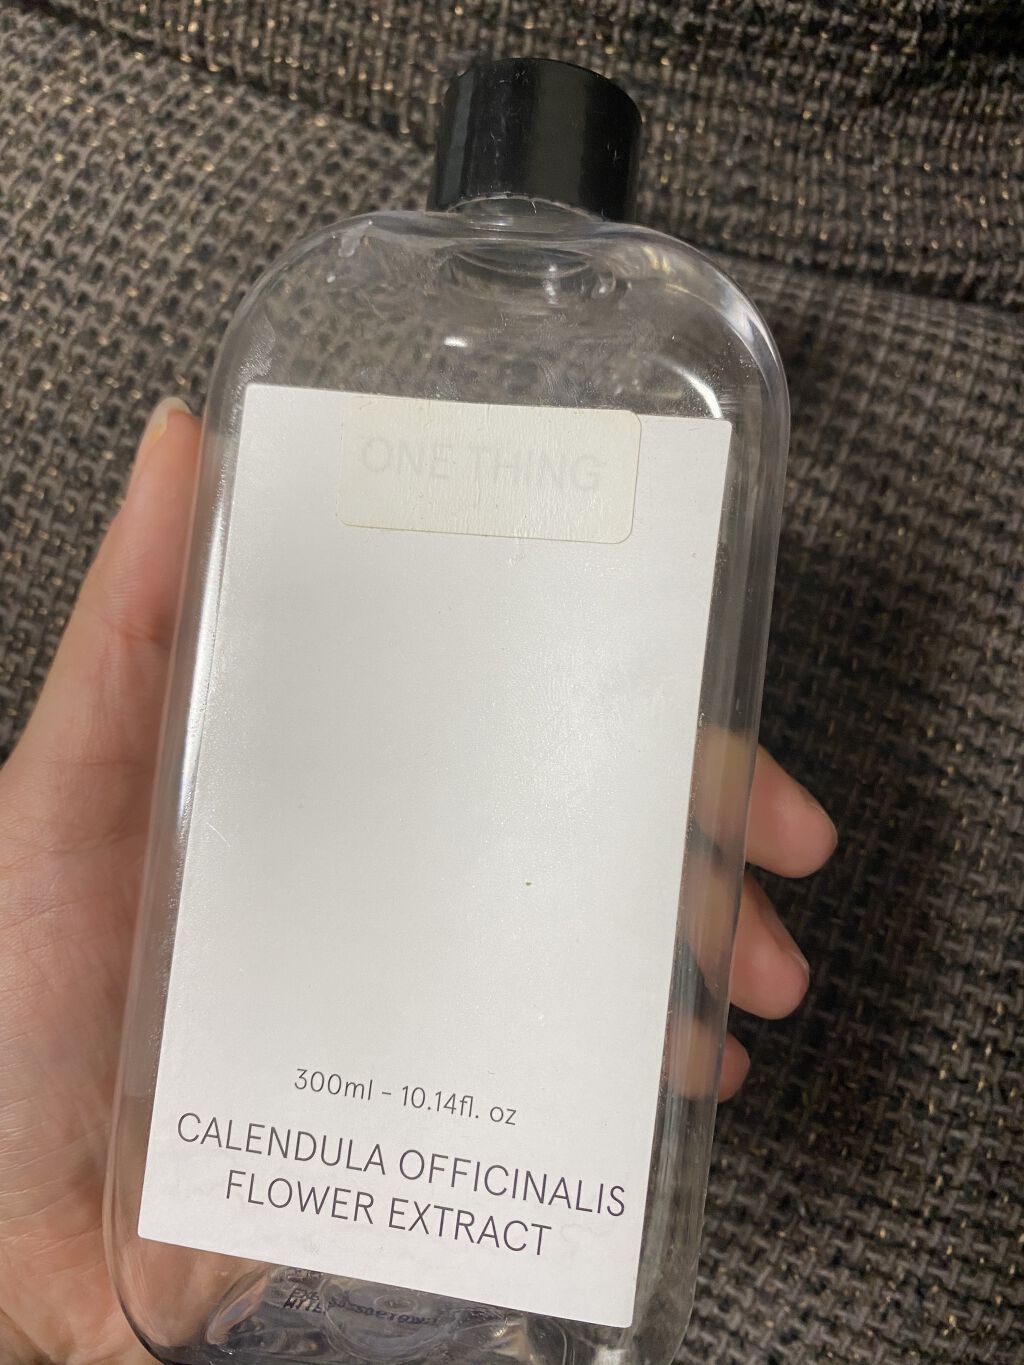 ONE THING
300ml - 10.14fl. oz
CALENDULA OFFICINALIS
FLOWER EXTRACT